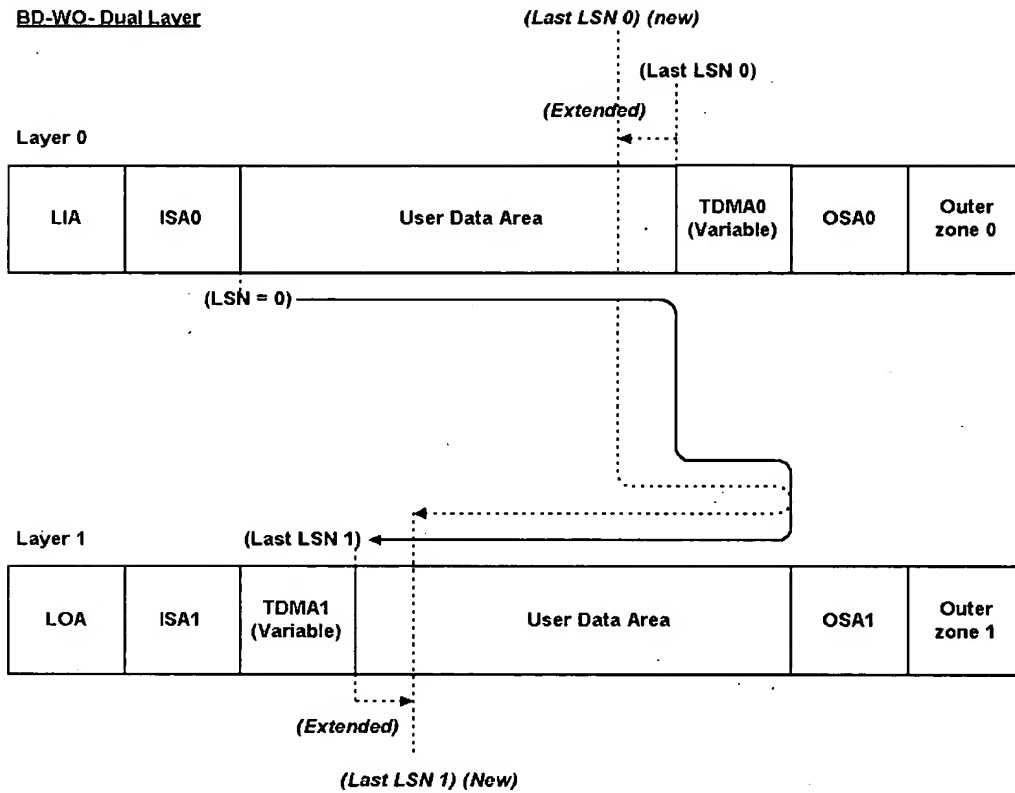 BD-WO- Dual Layer
(Last LSN 0) (new)
(Last LSN 0)
(Extended)
Layer 0
LIA
ISA0
User Data Area
TDMA0
(Variable)
OSA0
Outer
zone 0
(LSN = 0)
Layer 1
(Last LSN 1)
LOA
ISA1
TDMA1
(Variable)
User Data Area
OSA1
Outer
zone 1
(Extended)
(Last LSN 1) (New)